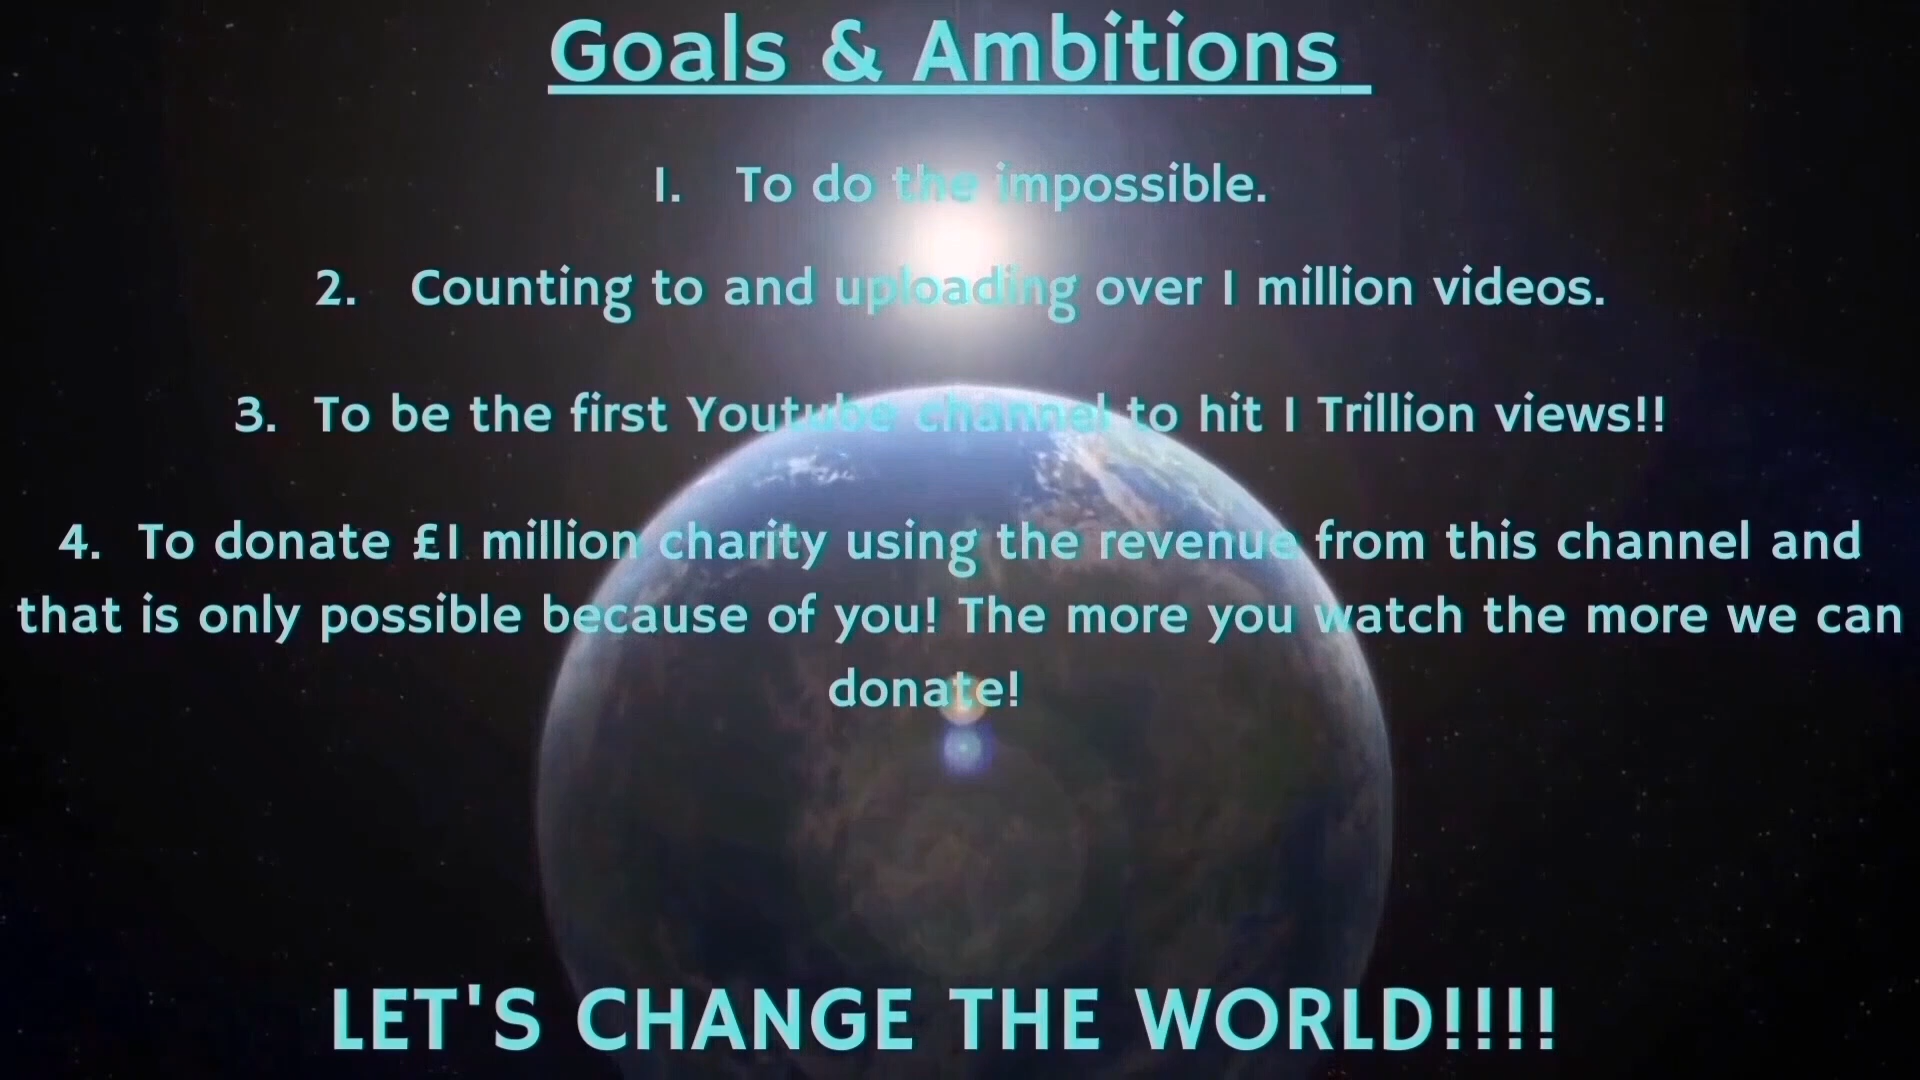 Goals & Ambitions
1. To do the impossible.
2. Counting to and uploading over 1 million videos.
3. To be the first Youtube channel to hit 1 Trillion views!!
4. To donate £1 million charity using the revenue from this channel and
that is only possible because of you! The more you watch the more we can
donate!
LET'S CHANGE THE WORLD!!!!